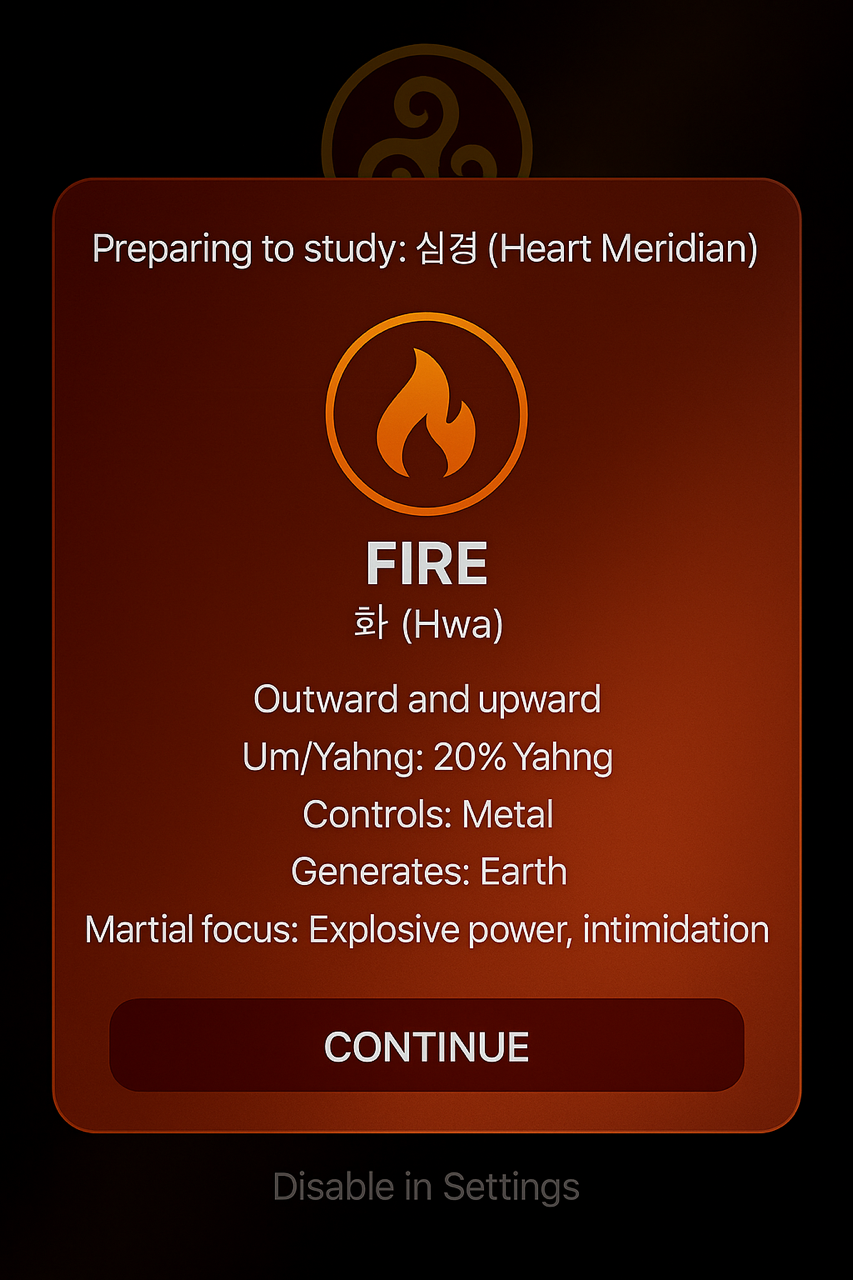 Preparing to study: 심경 (Heart Meridian)
FIRE
화 (Hwa)
Outward and upward
Um/Yahng: 20% Yahng
Controls: Metal
Generates: Earth
Martial focus: Explosive power, intimidation
CONTINUE
Disable in Settings